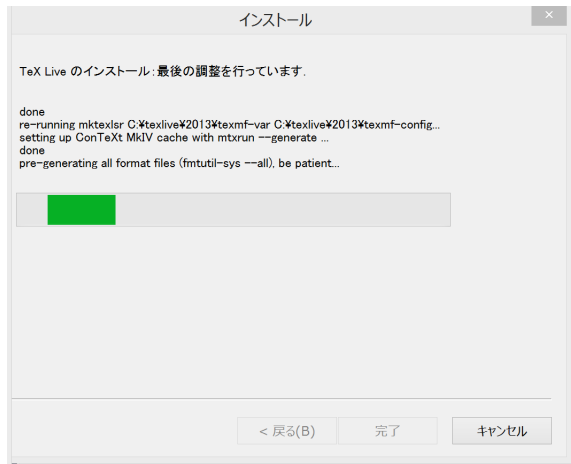 インストール
×
TeX Live のインストール: 最後の調整を行っています.
done
re-running mktexlsr C:¥texlive¥2013¥texmf-var C:¥texlive¥2013¥texmf-config...
setting up ConTeXt MkIV cache with mtxrun --generate ...
done
pre-generating all format files (fmtutil-sys --all), be patient...
< 戻る(B)
完了
キャンセル